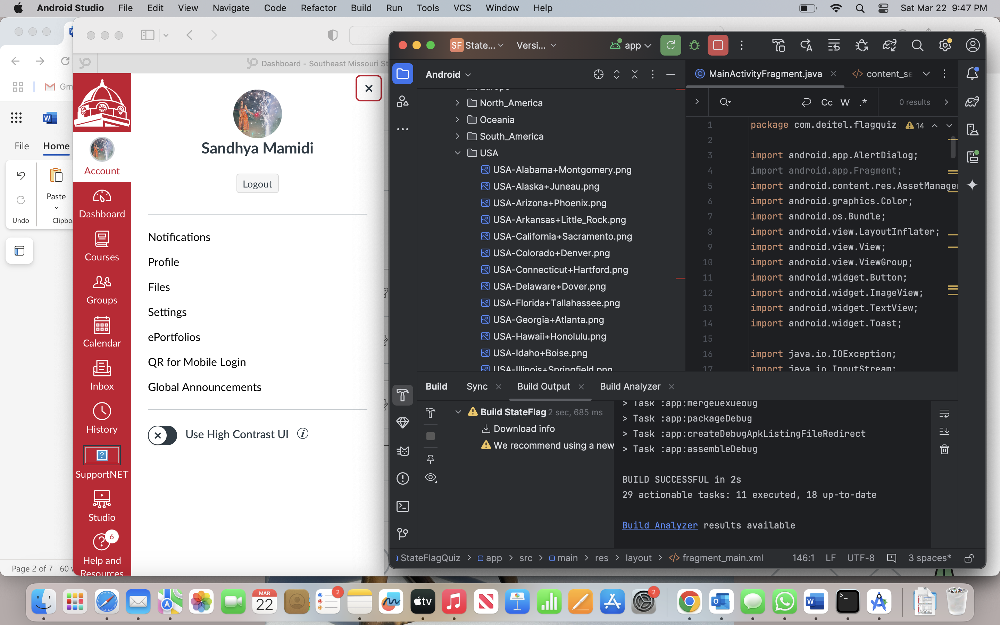 Android Studio File Edit View Navigate Code Refactor Build Run Tools VCS Window Help Sat Mar 22 9:47 PM
File Home
Undo
Paste
Page 2 of 7
Dashboard - Southeast Missouri St
Account
Dashboard
Courses
Groups
Calendar
Inbox
History
SupportNET
Studio
6
Help and
Resources
Sandhya Mamidi
Logout
Notifications
Profile
Files
Settings
ePortfolios
QR for Mobile Login
Global Announcements
Use High Contrast UI
SF State... Versi... app
Android
Europe
North_America
Oceania
South_America
USA
USA-Alabama+Montgomery.png
USA-Alaska+Juneau.png
USA-Arizona+Phoenix.png
USA-Arkansas+Little_Rock.png
USA-California+Sacramento.png
USA-Colorado+Denver.png
USA-Connecticut+Hartford.png
USA-Delaware+Dover.png
USA-Florida+Tallahassee.png
USA-Georgia+Atlanta.png
USA-Hawaii+Honolulu.png
USA-Idaho+Boise.png
USA-Illinois+Springfield.png
MainActivityFragment.java content_se
Cc W .* 0 results
1 package com.deitel.flagquiz; 14
2
3 import android.app.AlertDialog;
4 import android.app.Fragment;
5 import android.content.res.AssetManager
6 import android.graphics.Color;
7 import android.os.Bundle;
8 import android.view.LayoutInflater;
9 import android.view.View;
10 import android.view.ViewGroup;
11 import android.widget.Button;
12 import android.widget.ImageView;
13 import android.widget.TextView;
14 import android.widget.Toast;
15
16 import java.io.IOException;
17 import java.io.InputStream;
Build Sync Build Output Build Analyzer
Build StateFlag 2 sec, 685 ms
Download info
We recommend using a new
> Task :app:mergeDexDebug
> Task :app:packageDebug
> Task :app:createDebugApkListingFileRedirect
> Task :app:assembleDebug
BUILD SUCCESSFUL in 2s
29 actionable tasks: 11 executed, 18 up-to-date
Build Analyzer results available
StateFlagQuiz > app > src > main > res > layout > fragment_main.xml 146:1 LF UTF-8 3 spaces*
MAR
22
2
tv
2
DOCX